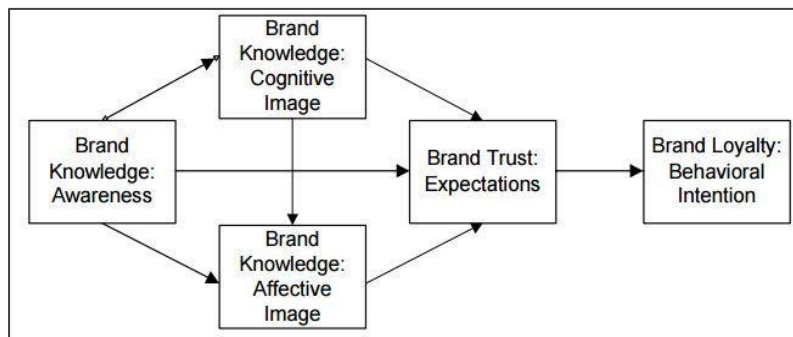 Brand
Knowledge:
Cognitive
Image
Brand
Knowledge:
Awareness
Brand Trust:
Expectations
Brand Loyalty:
Behavioral
Intention
Brand
Knowledge:
Affective
Image